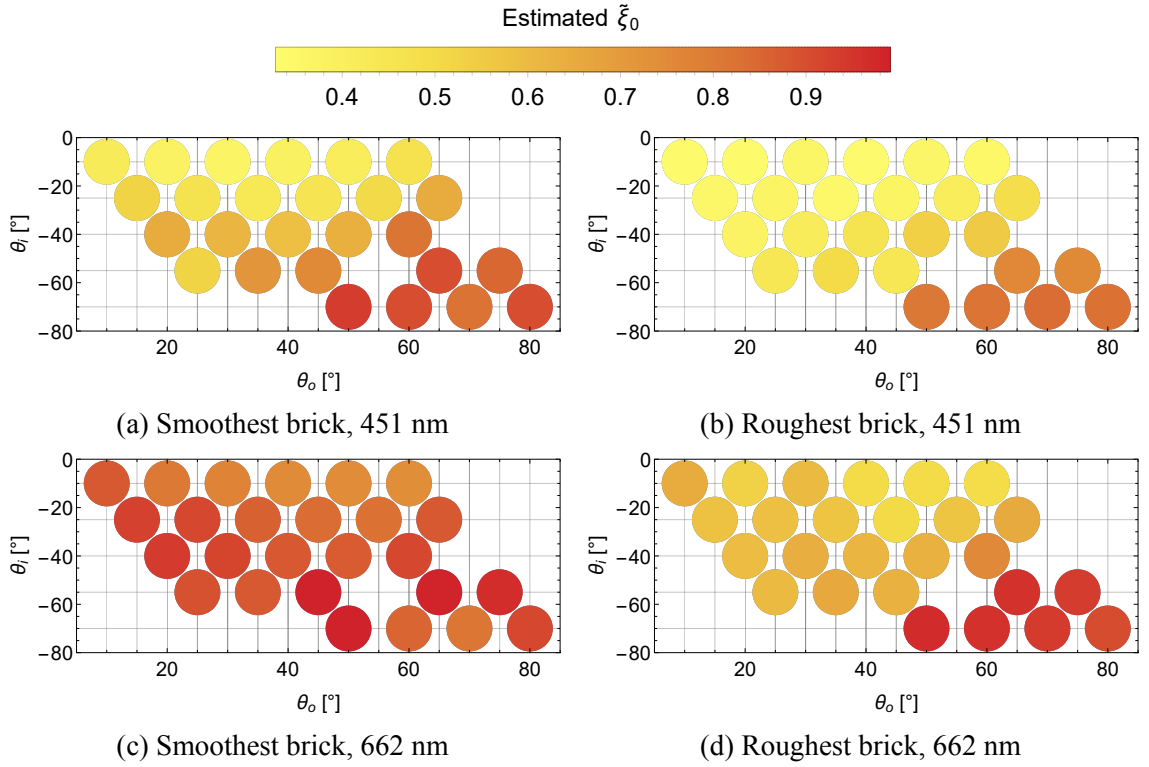 Estimated ξ̃₀
0.4 0.5 0.6 0.7 0.8 0.9
0 0
−20 −20
−40 −40
−60 −60
−80 −80
θi [°] θi [°]
20 40 60 80 20 40 60 80
θo [°] θo [°]
(a) Smoothest brick, 451 nm (b) Roughest brick, 451 nm
0 0
−20 −20
−40 −40
−60 −60
−80 −80
θi [°] θi [°]
20 40 60 80 20 40 60 80
θo [°] θo [°]
(c) Smoothest brick, 662 nm (d) Roughest brick, 662 nm